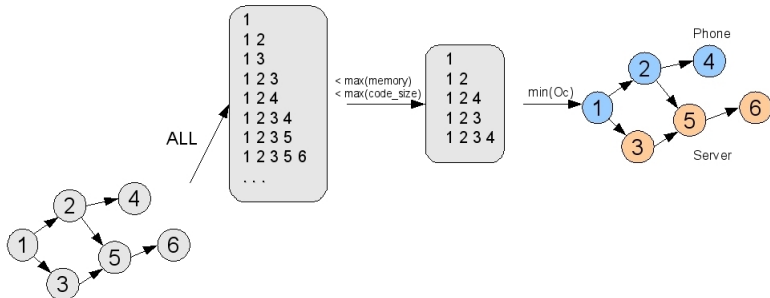 1
1 2
1 3
1 2 3
1 2 4
1 2 3 4
1 2 3 5
1 2 3 5 6
. . .
ALL
< max(memory)
< max(code_size)
1
1 2
1 2 4
1 2 3
1 2 3 4
min(Oc)
Phone
2
4
1
5
6
3
Server
2
4
1
5
6
3